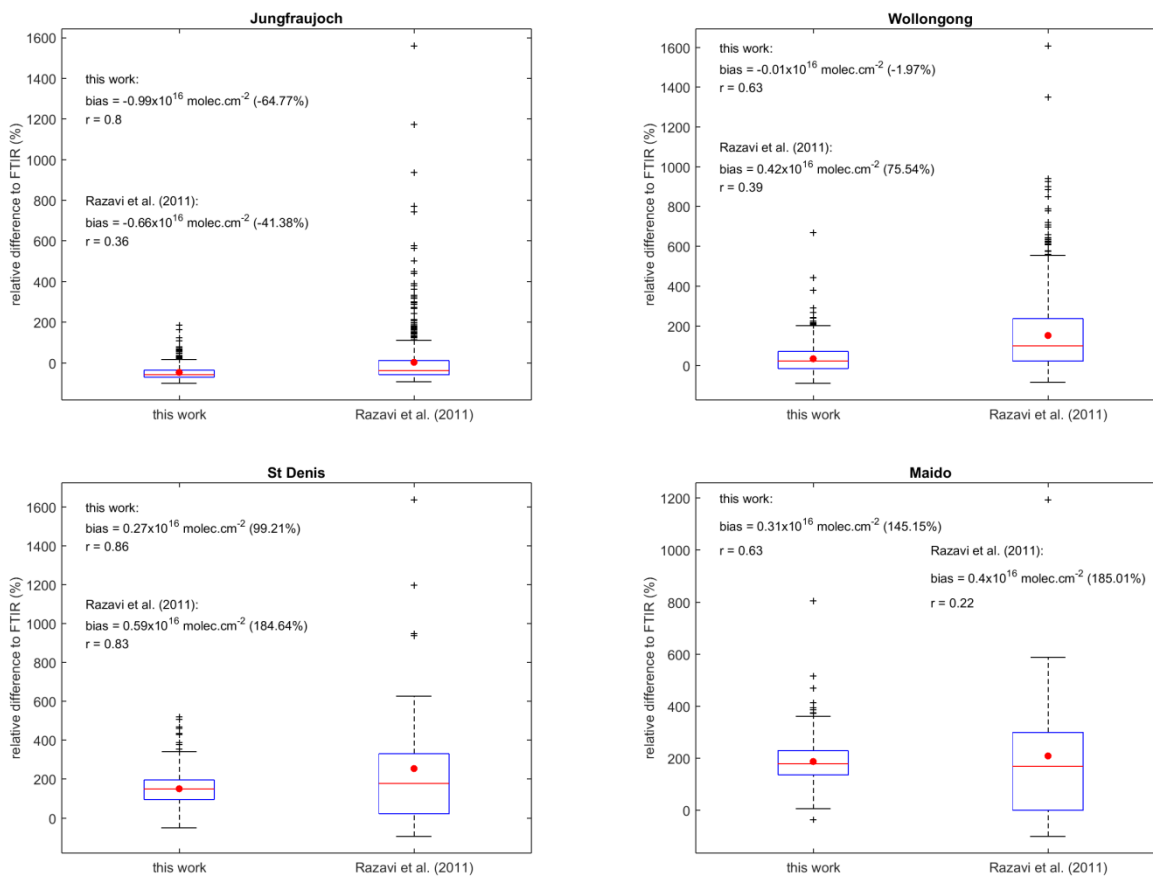 Jungfraujoch
relative difference to FTIR (%)
1600
1400
1200
1000
800
600
400
200
0
this work:
bias = -0.99x10^16 molec.cm^-2 (-64.77%)
r = 0.8
Razavi et al. (2011):
bias = -0.66x10^16 molec.cm^-2 (-41.38%)
r = 0.36
this work
Razavi et al. (2011)
Wollongong
relative difference to FTIR (%)
1600
1400
1200
1000
800
600
400
200
0
this work:
bias = -0.01x10^16 molec.cm^-2 (-1.97%)
r = 0.63
Razavi et al. (2011):
bias = 0.42x10^16 molec.cm^-2 (75.54%)
r = 0.39
this work
Razavi et al. (2011)
St Denis
relative difference to FTIR (%)
1600
1400
1200
1000
800
600
400
200
0
this work:
bias = 0.27x10^16 molec.cm^-2 (99.21%)
r = 0.86
Razavi et al. (2011):
bias = 0.59x10^16 molec.cm^-2 (184.64%)
r = 0.83
this work
Razavi et al. (2011)
Maido
relative difference to FTIR (%)
1200
1000
800
600
400
200
0
this work:
bias = 0.31x10^16 molec.cm^-2 (145.15%)
r = 0.63
Razavi et al. (2011):
bias = 0.4x10^16 molec.cm^-2 (185.01%)
r = 0.22
this work
Razavi et al. (2011)